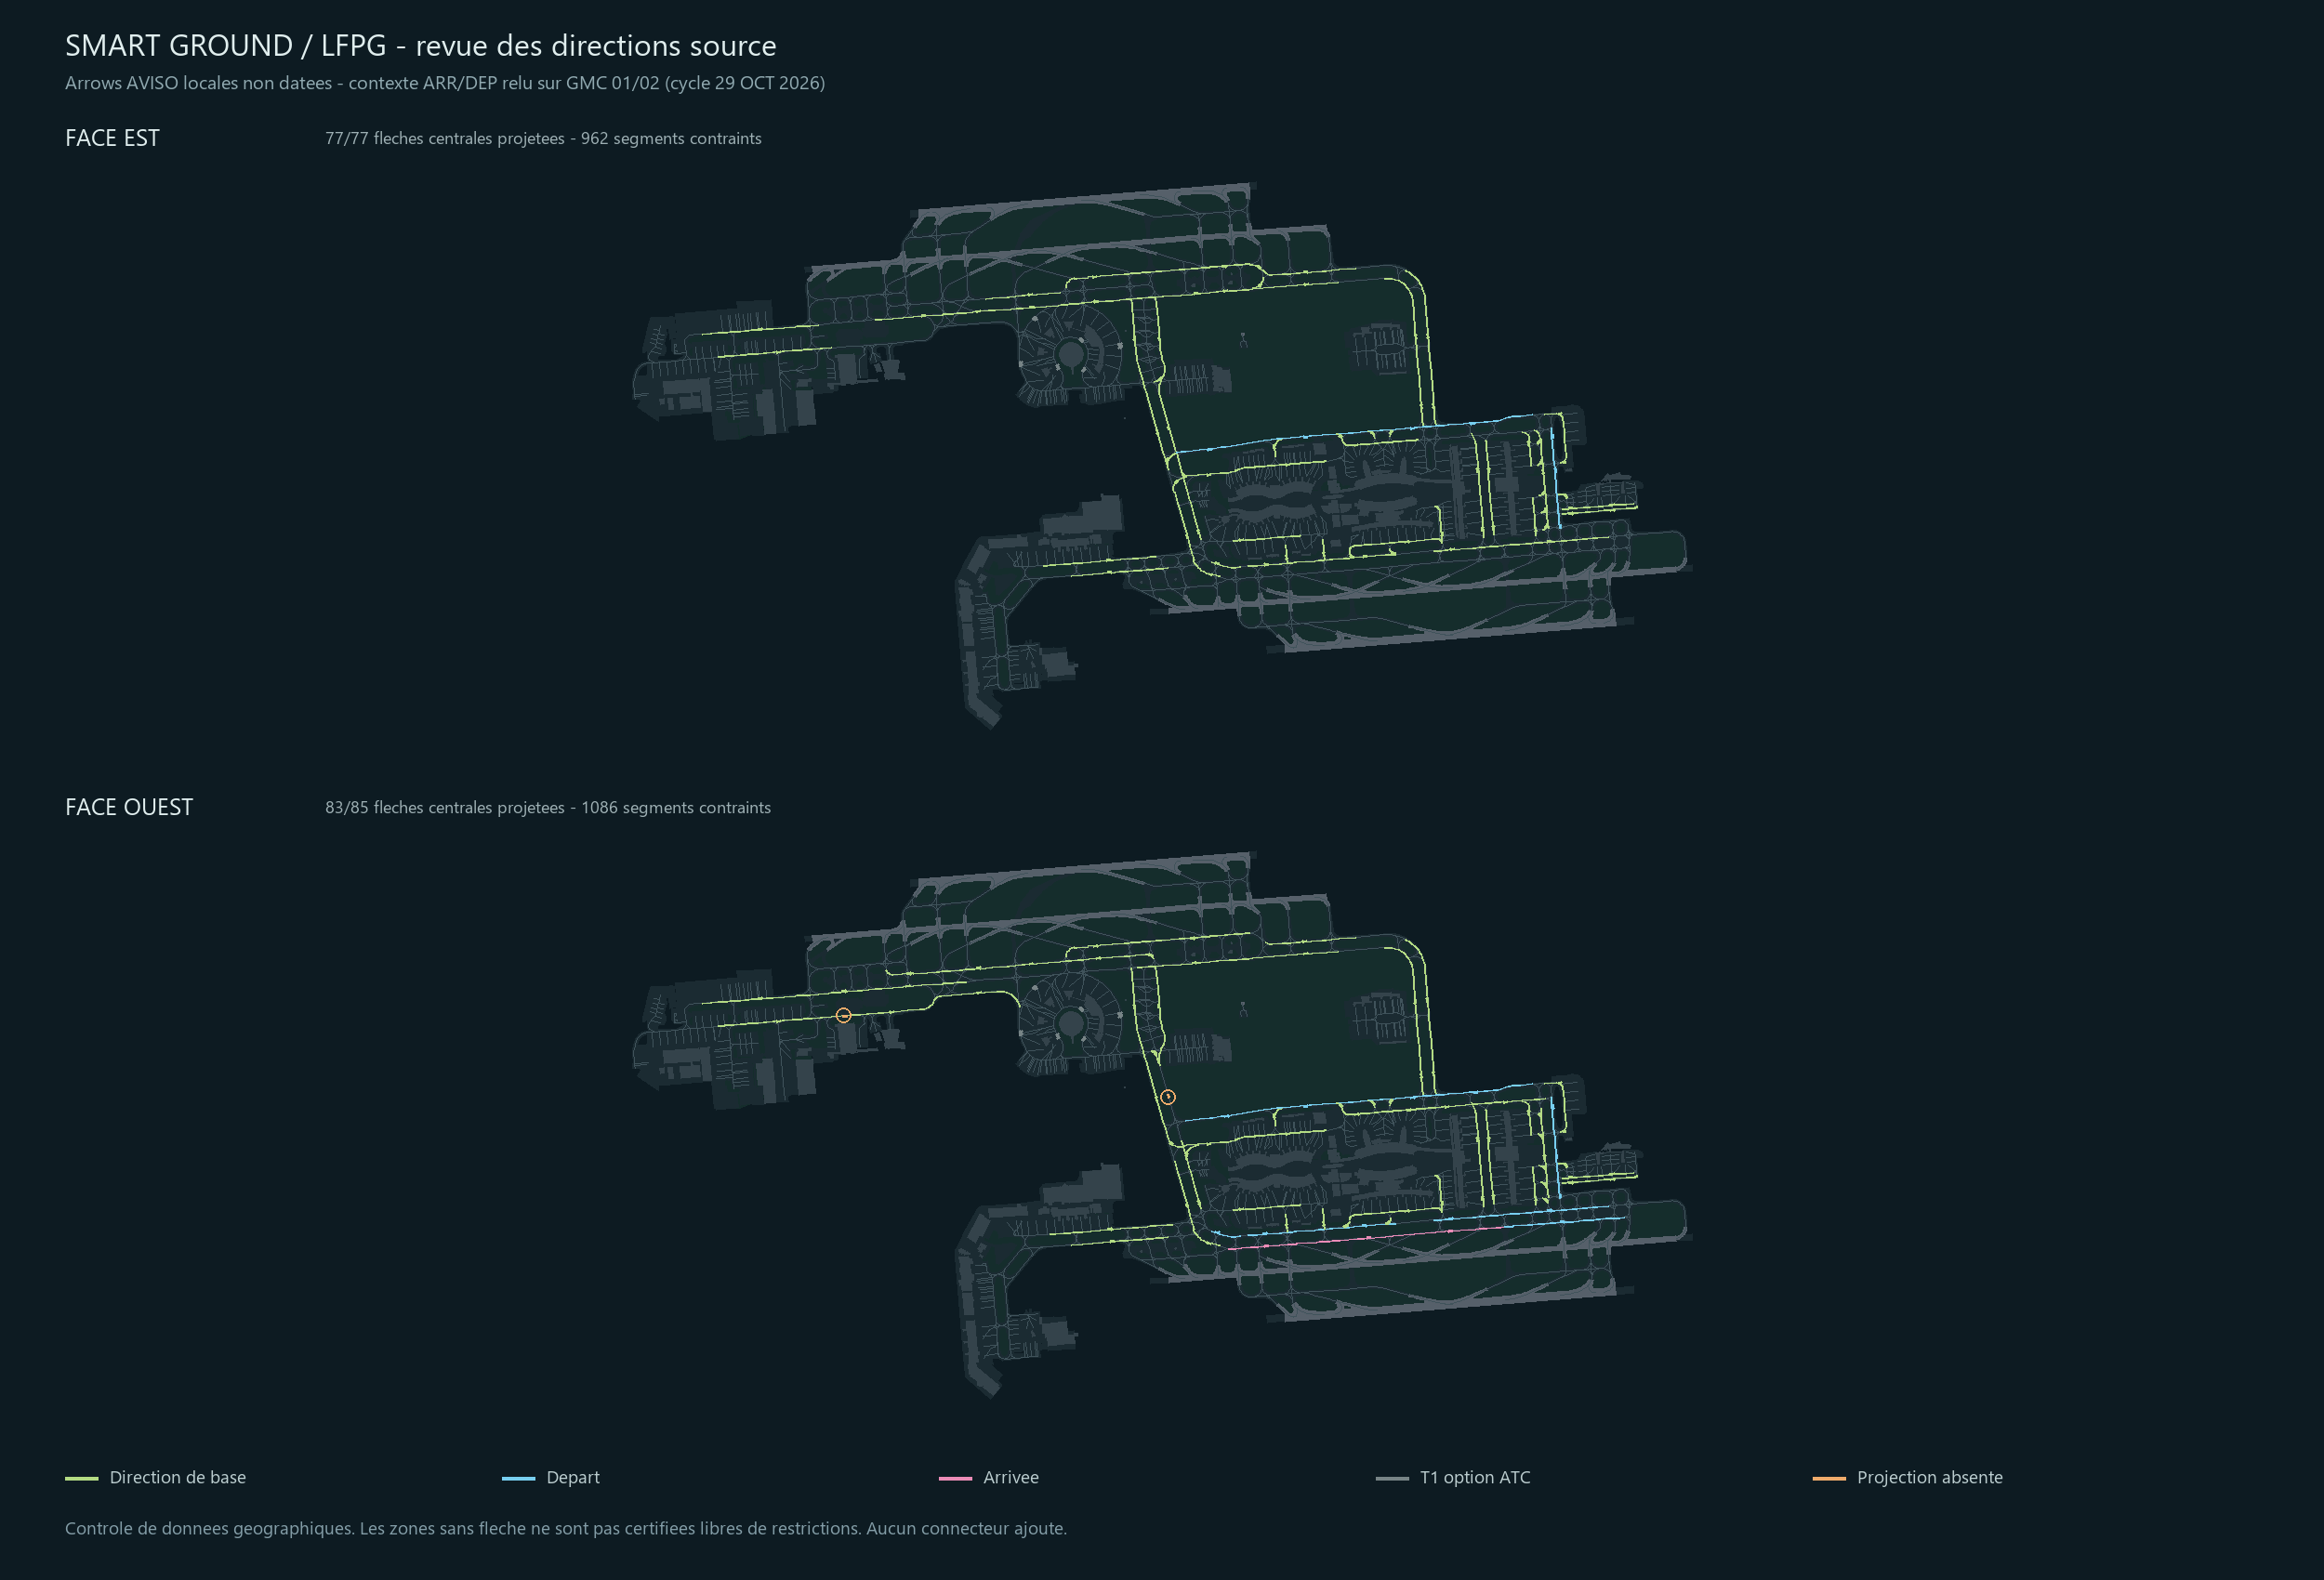 SMART GROUND / LFPG - revue des directions source
Arrows AVISO locales non datees - contexte ARR/DEP relu sur GMC 01/02 (cycle 29 OCT 2026)
FACE EST
77/77 fleches centrales projetees - 962 segments contraints
FACE OUEST
83/85 fleches centrales projetees - 1086 segments contraints
Direction de base
Depart
Arrivee
T1 option ATC
Projection absente
Controle de donnees geographiques. Les zones sans fleche ne sont pas certifiees libres de restrictions. Aucun connecteur ajoute.